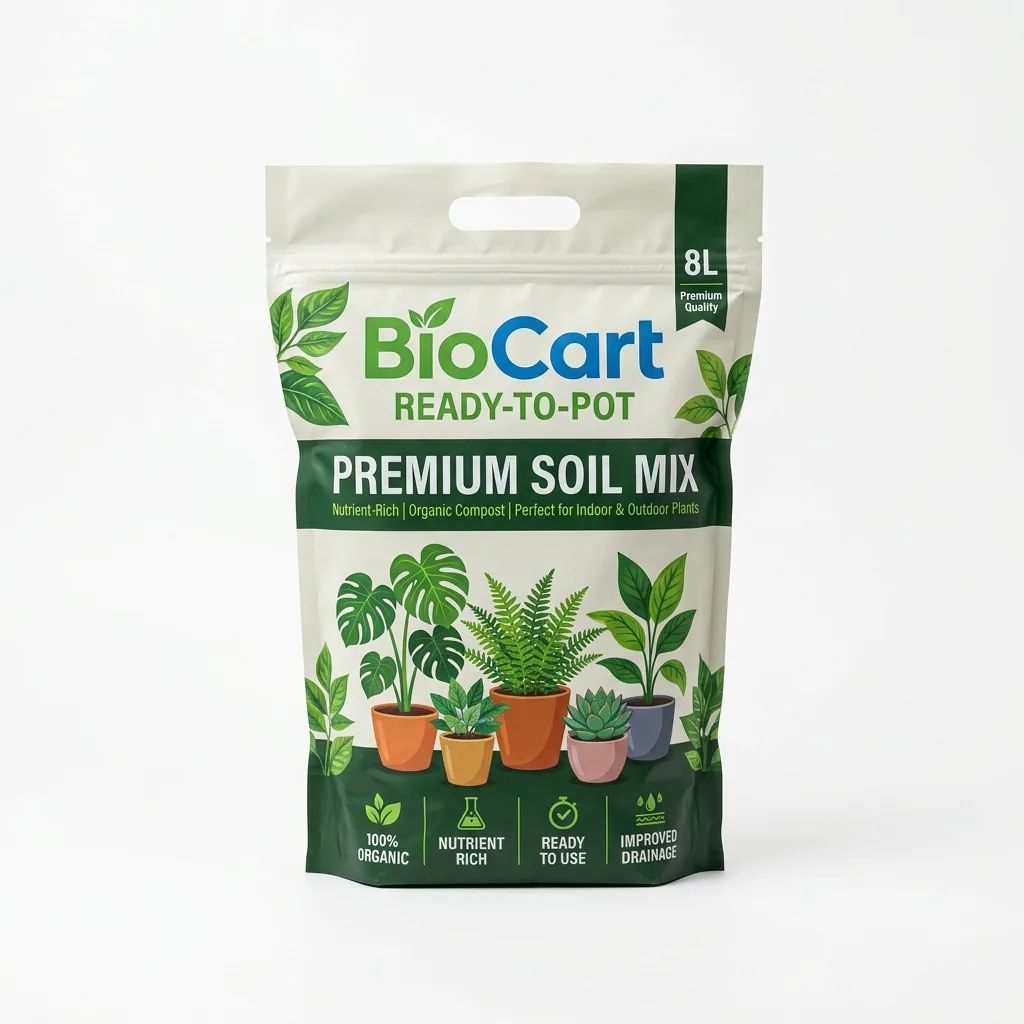 8L
Premium
Quality
BioCart
READY-TO-POT
PREMIUM SOIL MIX
Nutrient-Rich | Organic Compost | Perfect for Indoor & Outdoor Plants
100%
ORGANIC
NUTRIENT
RICH
READY
TO USE
IMPROVED
DRAINAGE